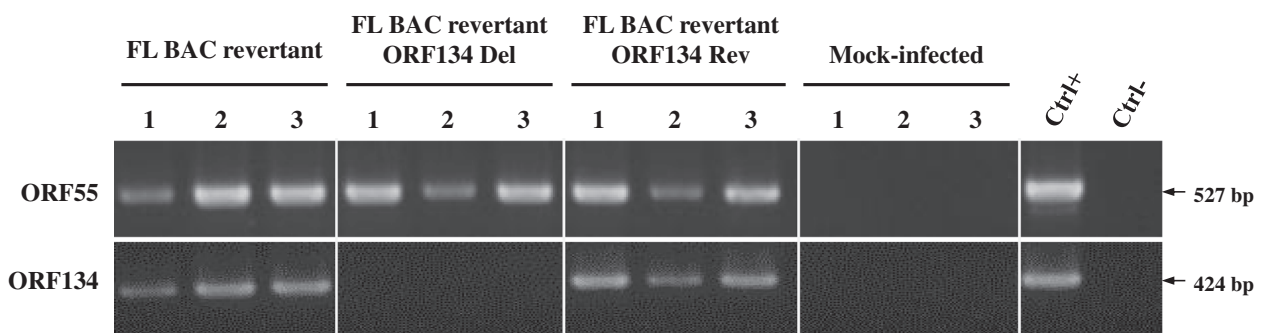 FL BAC revertant
FL BAC revertant
ORF134 Del
FL BAC revertant
ORF134 Rev
Mock-infected
Ctrl+
Ctrl-
1 2 3 1 2 3 1 2 3 1 2 3
ORF55
527 bp
ORF134
424 bp